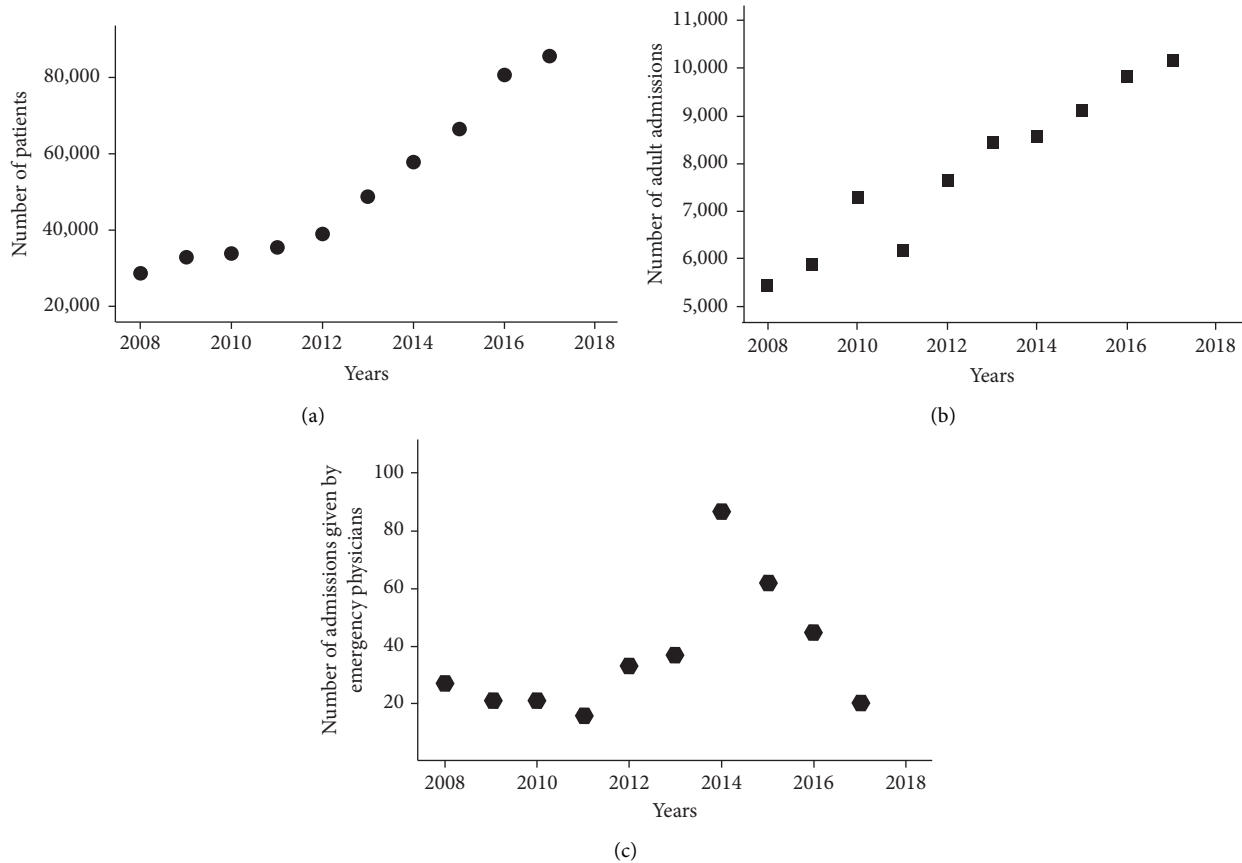 Number of patients
80,000
60,000
40,000
20,000
2008 2010 2012 2014 2016 2018
Years
(a)
Number of adult admissions
11,000
10,000
9,000
8,000
7,000
6,000
5,000
2008 2010 2012 2014 2016 2018
Years
(b)
Number of admissions given by
emergency physicians
100
80
60
40
20
2008 2010 2012 2014 2016 2018
Years
(c)